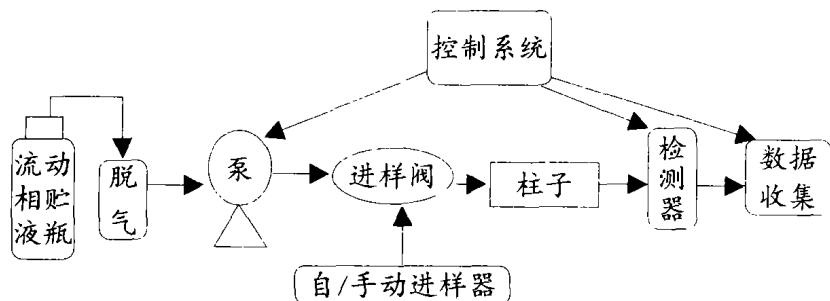 控制系统
流动
相贮
液瓶
脱
气
泵
进样阀
柱子
检
测
器
数据
收集
自/手动进样器